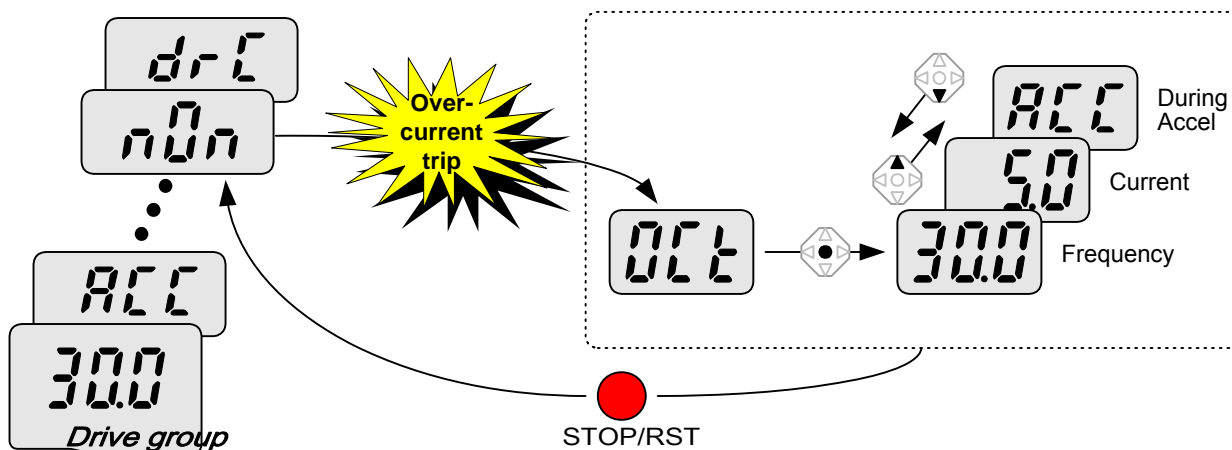 drC
nOn
Over-
current
trip
ACC
30.0
Drive group
OCt
ACC
During
Accel
5.0
Current
30.0
Frequency
STOP/RST